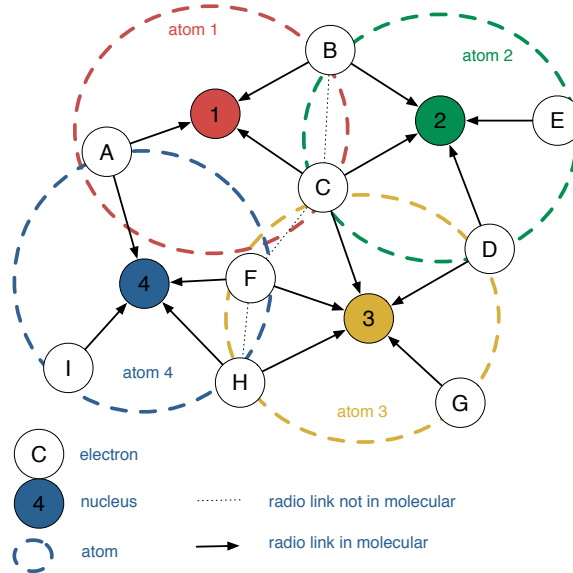 atom 1
B
atom 2
1
2
E
A
C
D
F
4
3
I
atom 4
H
G
atom 3
C
electron
4
nucleus
radio link not in molecular
atom
radio link in molecular